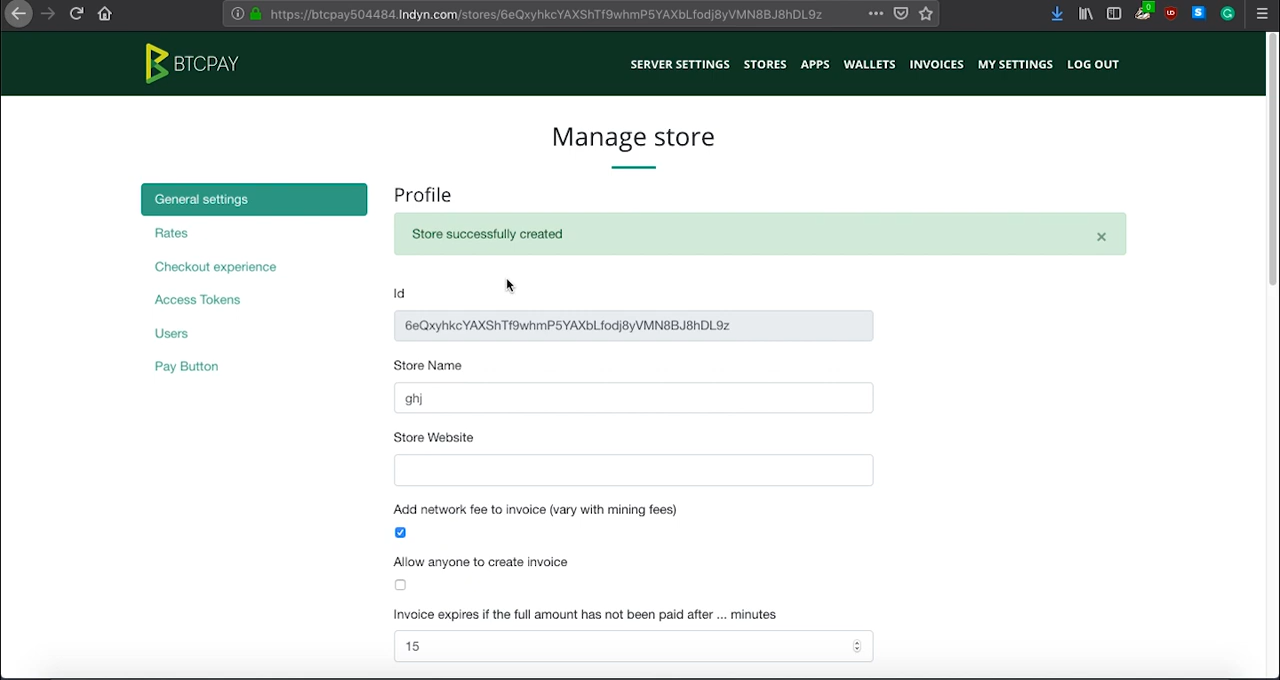 https://btcpay504484.lndyn.com/stores/6eQxyhkcYAXShTf9whmP5YAXbLfodj8yVMN8BJ8hDL9z
0
BTCPAY
SERVER SETTINGS STORES APPS WALLETS INVOICES MY SETTINGS LOG OUT
Manage store
General settings
Rates
Checkout experience
Access Tokens
Users
Pay Button
Profile
Store successfully created
×
Id
6eQxyhkcYAXShTf9whmP5YAXbLfodj8yVMN8BJ8hDL9z
Store Name
ghj
Store Website
Add network fee to invoice (vary with mining fees)
Allow anyone to create invoice
Invoice expires if the full amount has not been paid after ... minutes
15